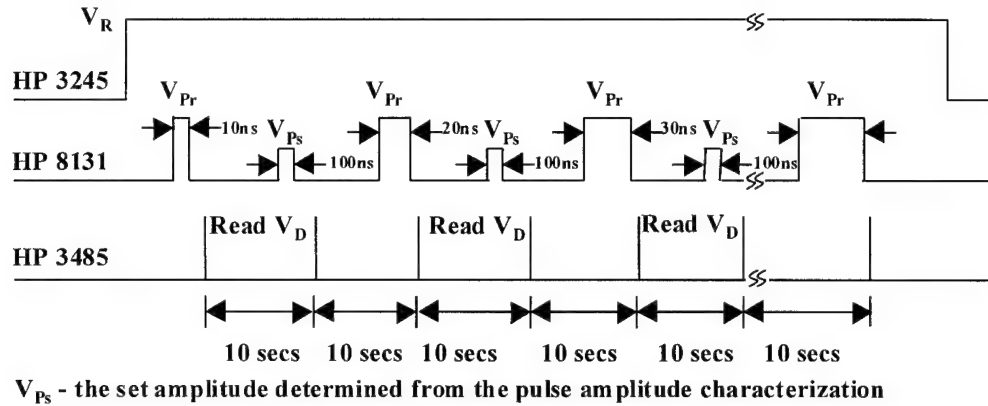 V_R
HP 3245
V_Pr V_Pr V_Pr V_Pr
10ns V_Ps 20ns V_Ps 30ns V_Ps
HP 8131
100ns 100ns 100ns
Read V_D Read V_D Read V_D
HP 3485
10 secs 10 secs 10 secs 10 secs 10 secs 10 secs
V_Ps - the set amplitude determined from the pulse amplitude characterization